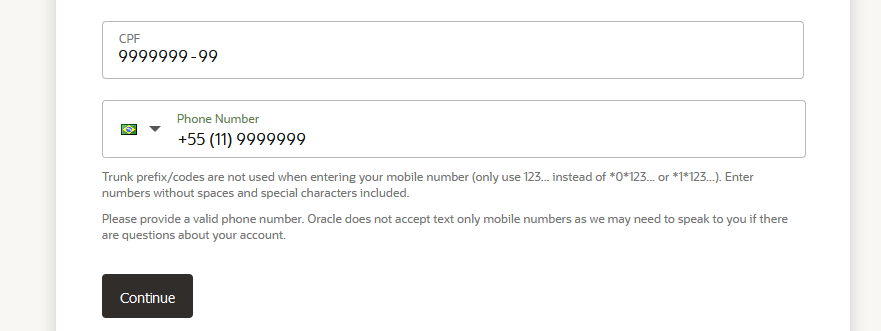 CPF
9999999-99
Phone Number
+55 (11) 9999999
Trunk prefix/codes are not used when entering your mobile number (only use 123... instead of *0*123... or *1*123...). Enter
numbers without spaces and special characters included.
Please provide a valid phone number. Oracle does not accept text only mobile numbers as we may need to speak to you if there
are questions about your account.
Continue